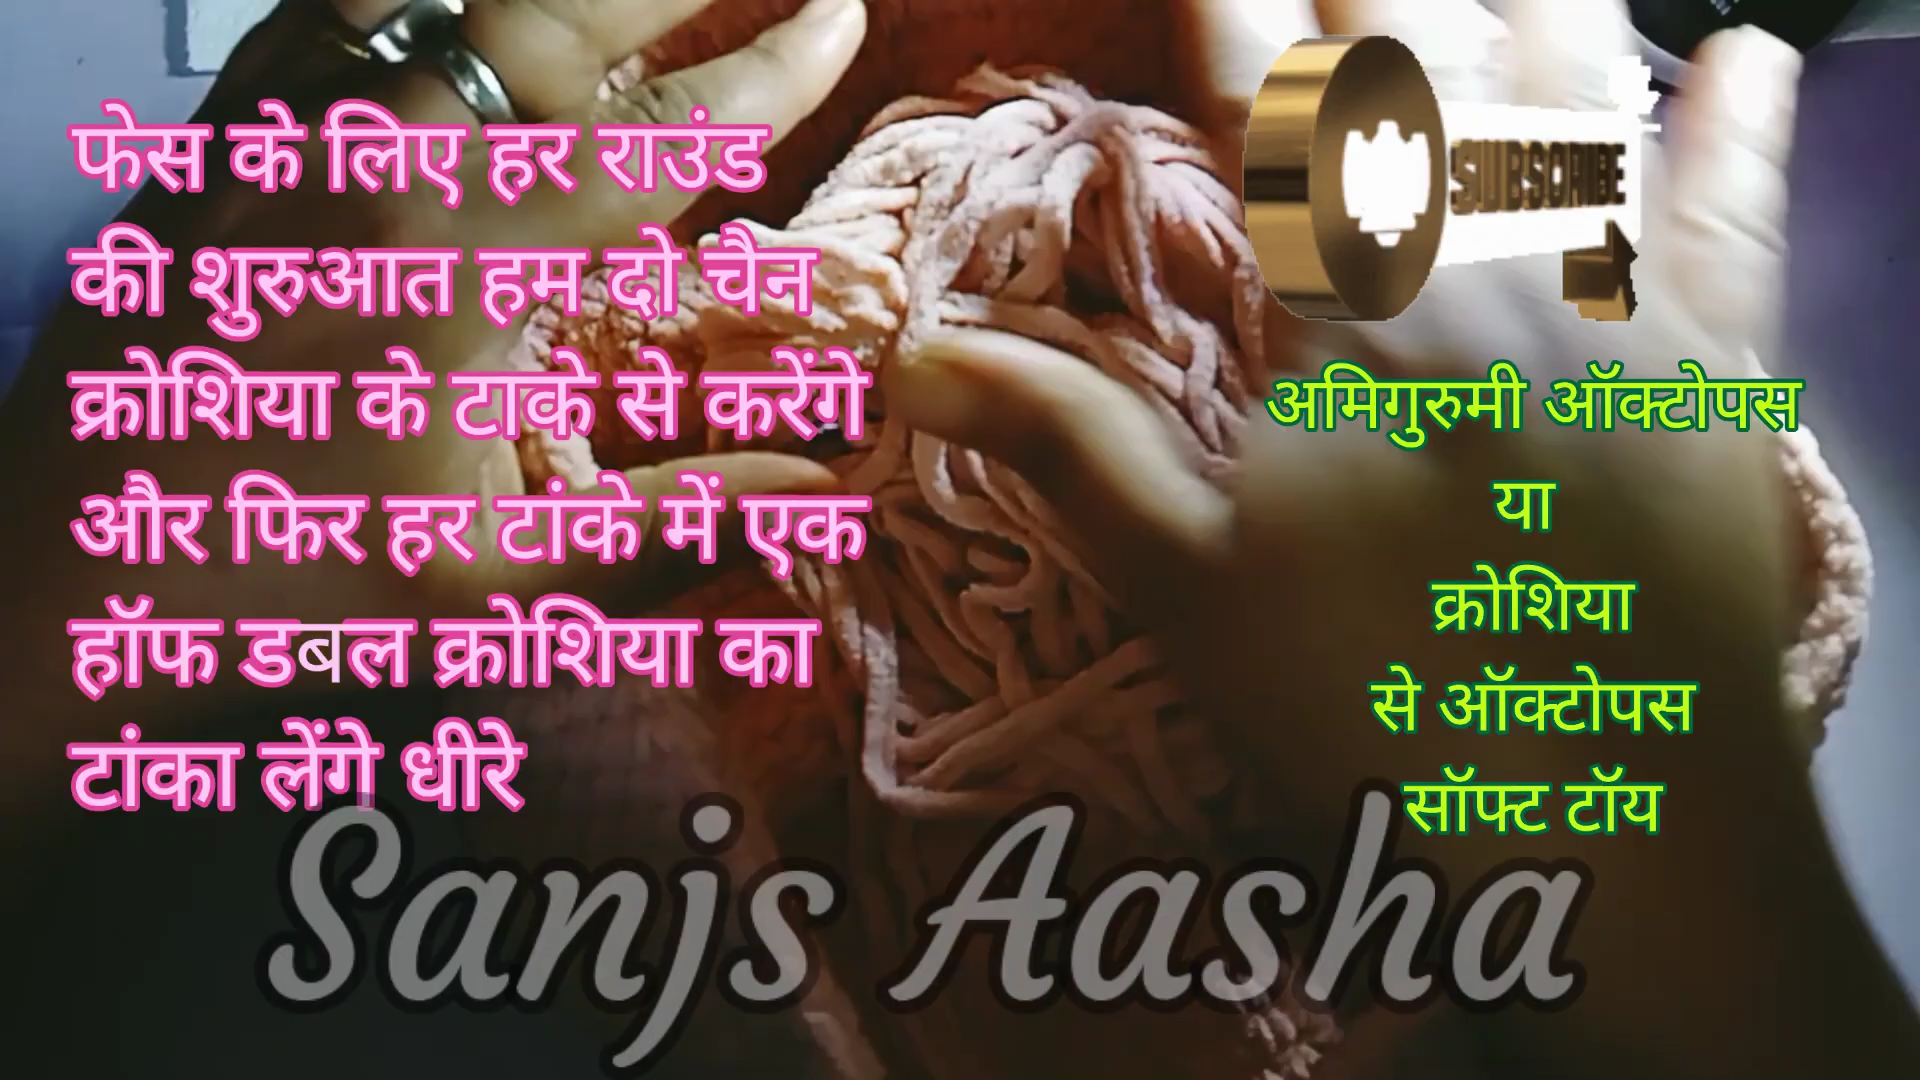 फेस के लिए हर राउंड
की शुरुआत हम दो चैन
क्रोशिया के टाके से करेंगे
और फिर हर टांके में एक
हॉफ डबल क्रोशिया का
टांका लेंगे धीरे
SUBSCRIBE
अमिगुरुमी ऑक्टोपस
या
क्रोशिया
से ऑक्टोपस
सॉफ्ट टॉय
Sanjs Aasha